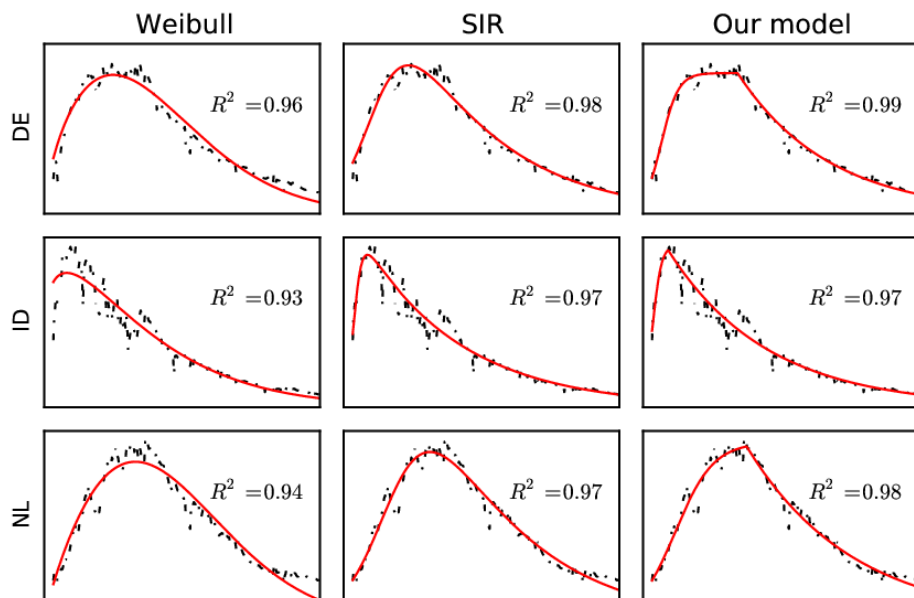 Weibull SIR Our model
DE
R² =0.96 R² =0.98 R² =0.99
ID
R² =0.93 R² =0.97 R² =0.97
NL
R² =0.94 R² =0.97 R² =0.98